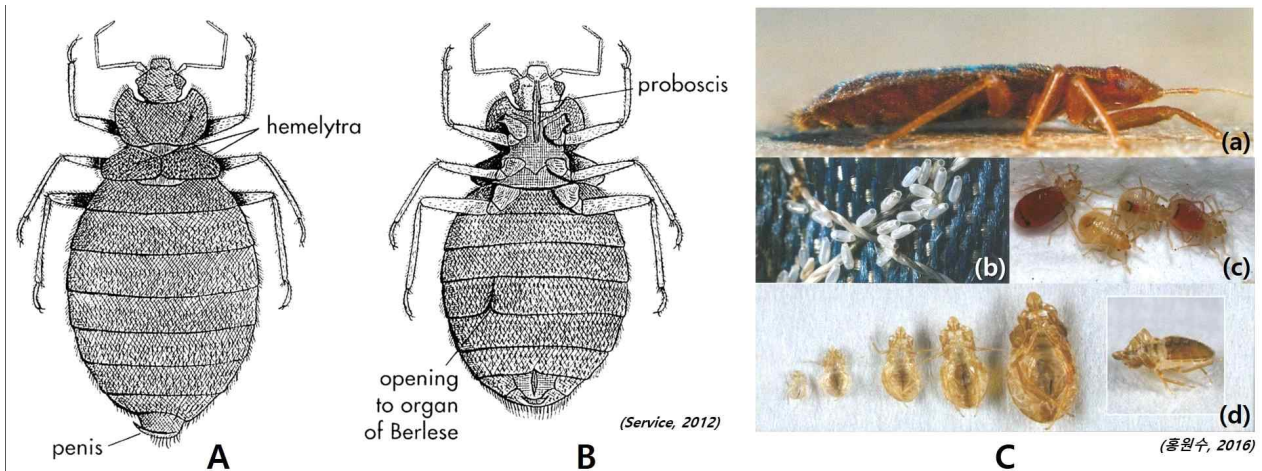 hemelytra
penis
A
proboscis
opening
to organ
of Berlese
(Service, 2012)
B
(a)
(b)
(c)
(d)
C
(홍원수, 2016)